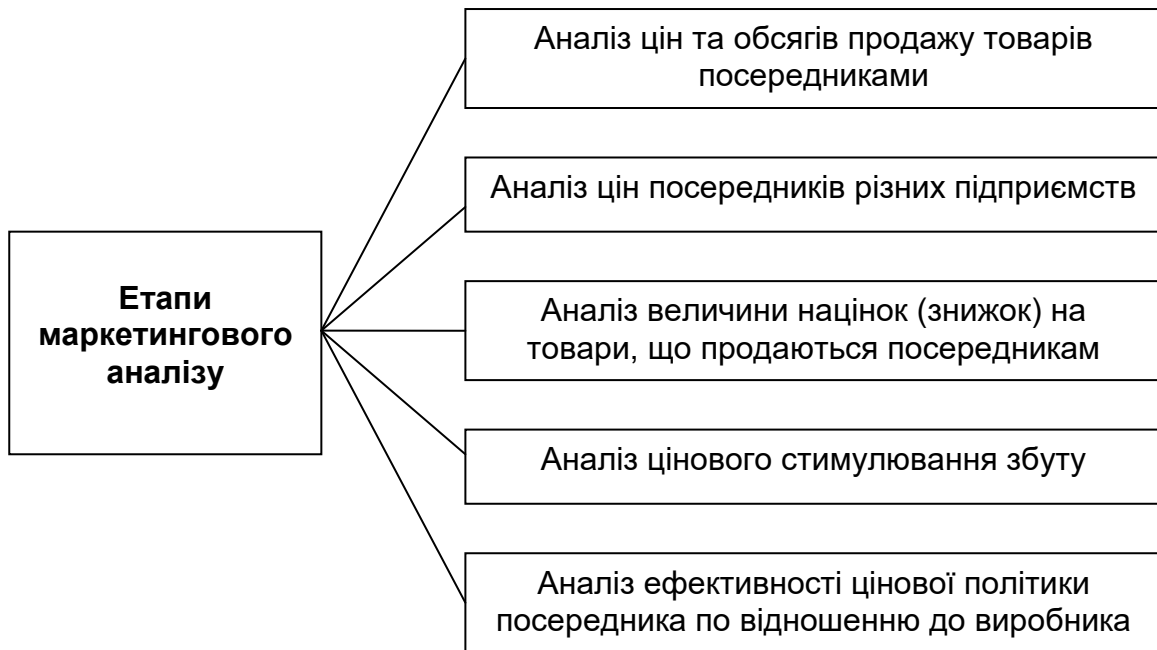 Аналіз цін та обсягів продажу товарів
посередниками
Аналіз цін посередників різних підприємств
Етапи
маркетингового
аналізу
Аналіз величини націнок (знижок) на
товари, що продаються посередникам
Аналіз цінового стимулювання збуту
Аналіз ефективності цінової політики
посередника по відношенню до виробника